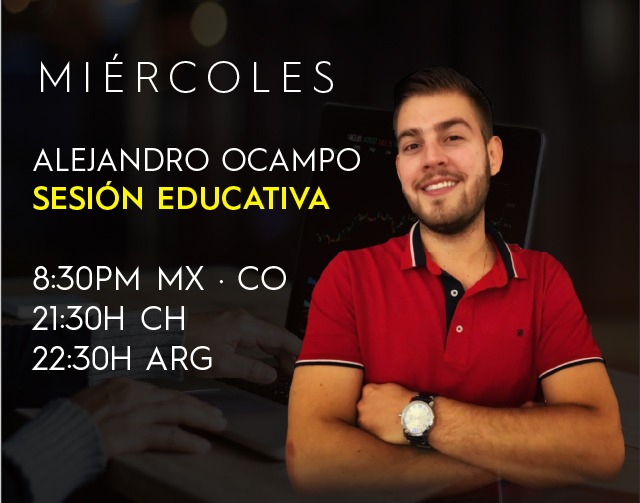 MIÉRCOLES
ALEJANDRO OCAMPO
SESIÓN EDUCATIVA
8:30PM MX · CO
21:30H CH
22:30H ARG